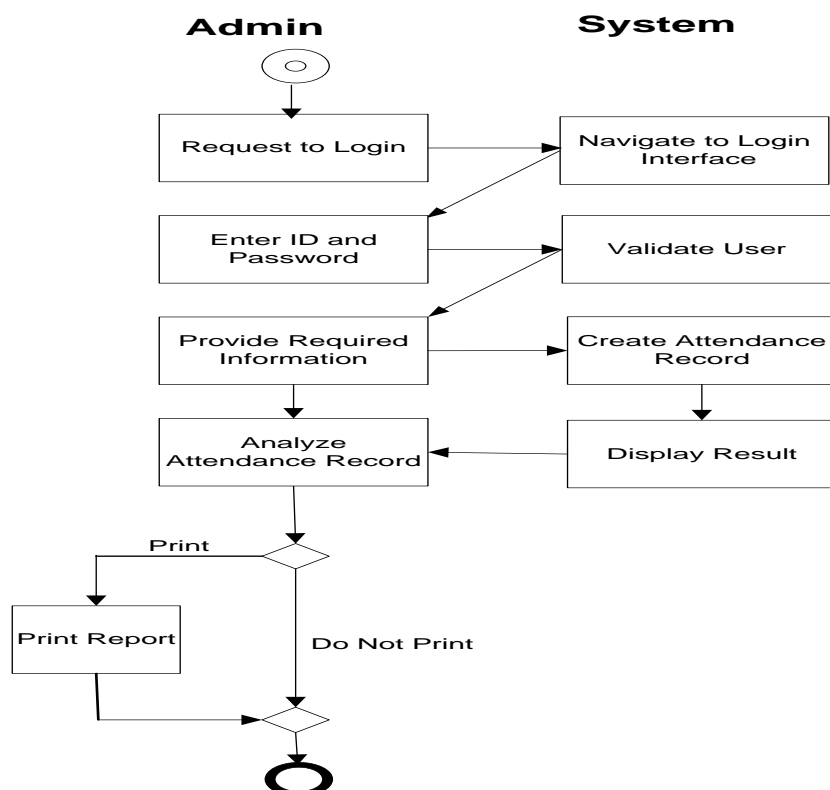 Admin
System
Request to Login
Navigate to Login
Interface
Enter ID and
Password
Validate User
Provide Required
Information
Create Attendance
Record
Analyze
Attendance Record
Display Result
Print
Print Report
Do Not Print